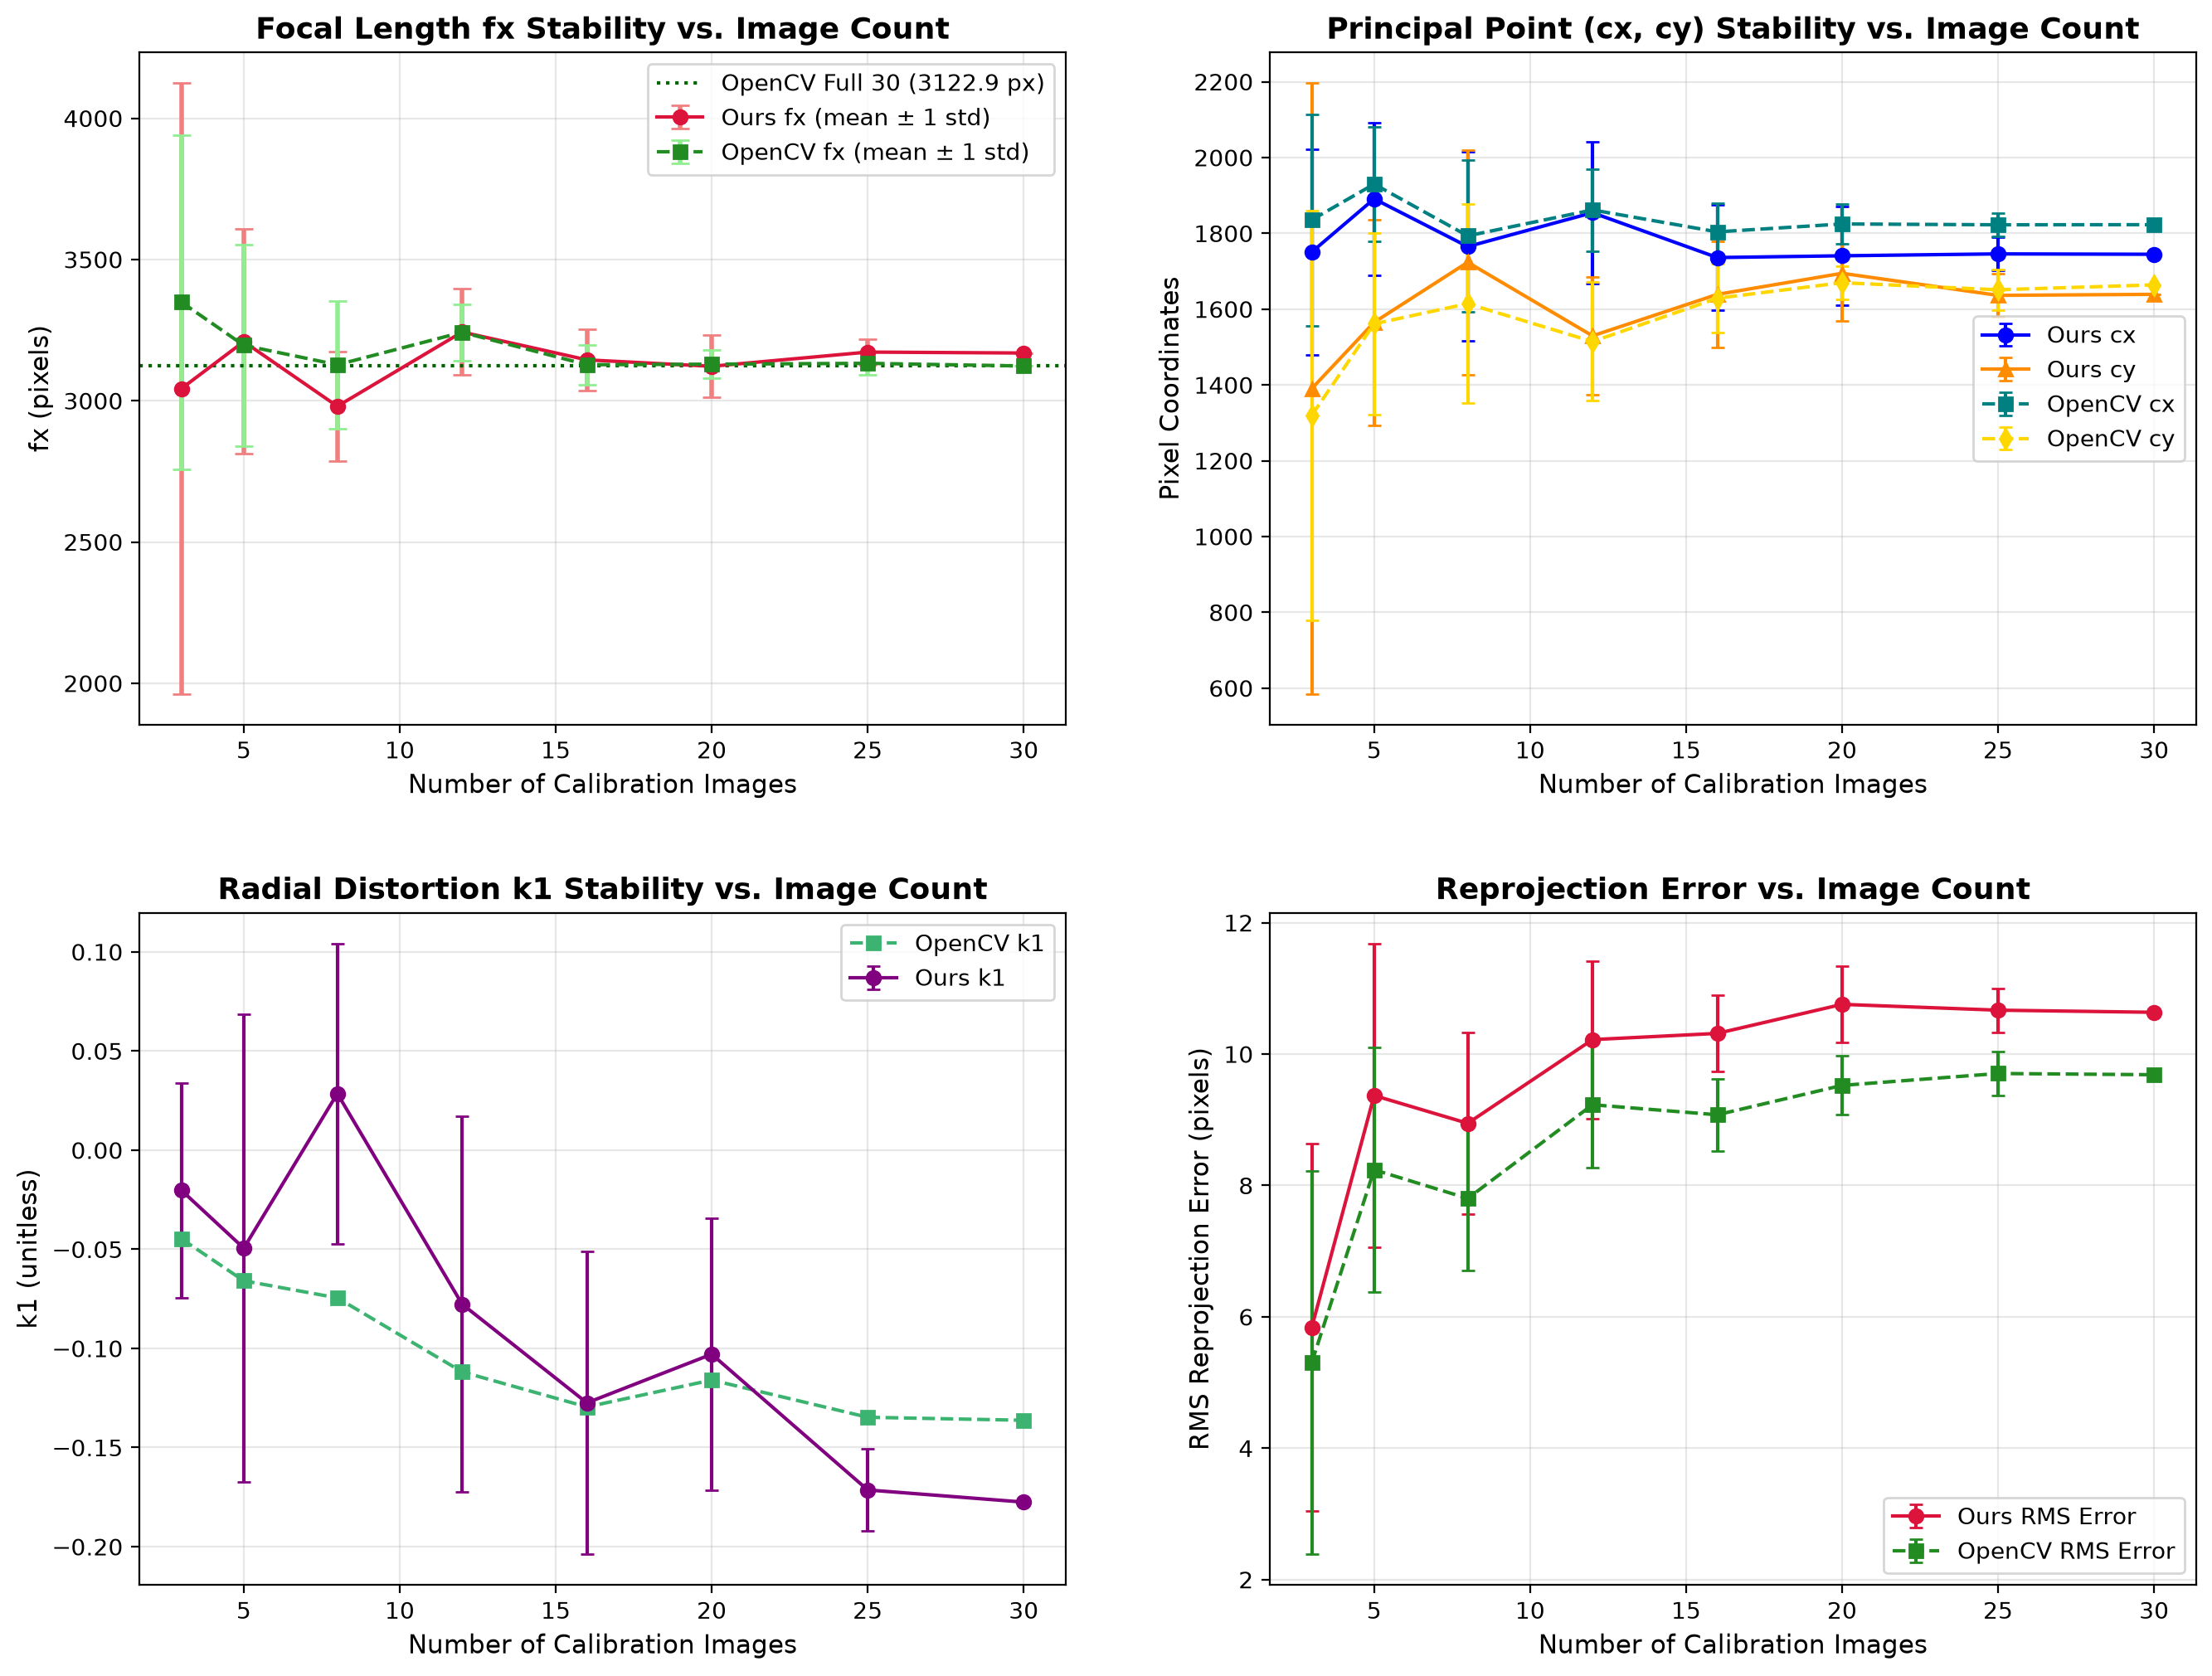 Focal Length fx Stability vs. Image Count
fx (pixels)
4000
3500
3000
2500
2000
OpenCV Full 30 (3122.9 px)
Ours fx (mean ± 1 std)
OpenCV fx (mean ± 1 std)
5 10 15 20 25 30
Number of Calibration Images
Principal Point (cx, cy) Stability vs. Image Count
Pixel Coordinates
2200
2000
1800
1600
1400
1200
1000
800
600
Ours cx
Ours cy
OpenCV cx
OpenCV cy
5 10 15 20 25 30
Number of Calibration Images
Radial Distortion k1 Stability vs. Image Count
k1 (unitless)
0.10
0.05
0.00
−0.05
−0.10
−0.15
−0.20
OpenCV k1
Ours k1
5 10 15 20 25 30
Number of Calibration Images
Reprojection Error vs. Image Count
RMS Reprojection Error (pixels)
12
10
8
6
4
2
Ours RMS Error
OpenCV RMS Error
5 10 15 20 25 30
Number of Calibration Images